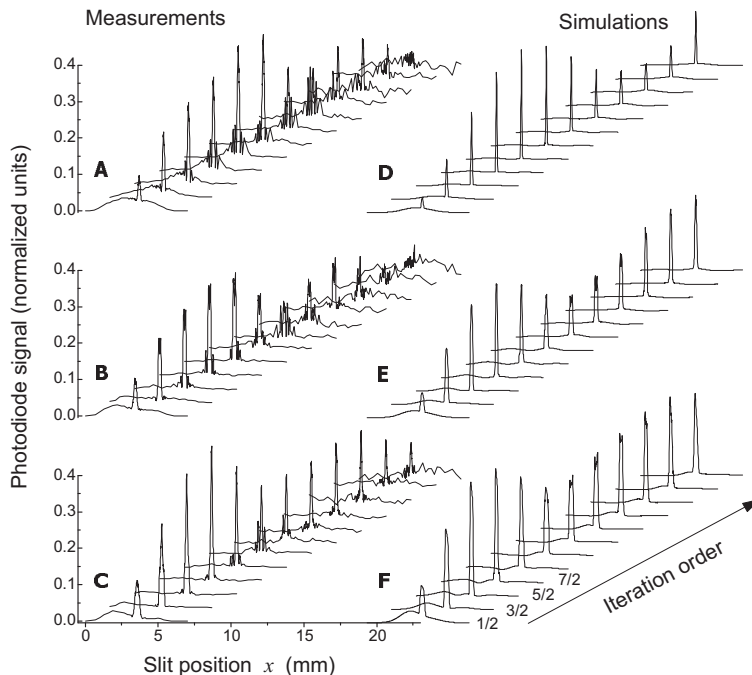 Measurements
Simulations
Photodiode signal (normalized units)
0.4
0.3
0.2
0.1
0.0
A
D
0.4
0.3
0.2
0.1
0.0
B
E
0.4
0.3
0.2
0.1
0.0
C
F
7/2
5/2
3/2
1/2
Iteration order
0 5 10 15 20
Slit position x (mm)